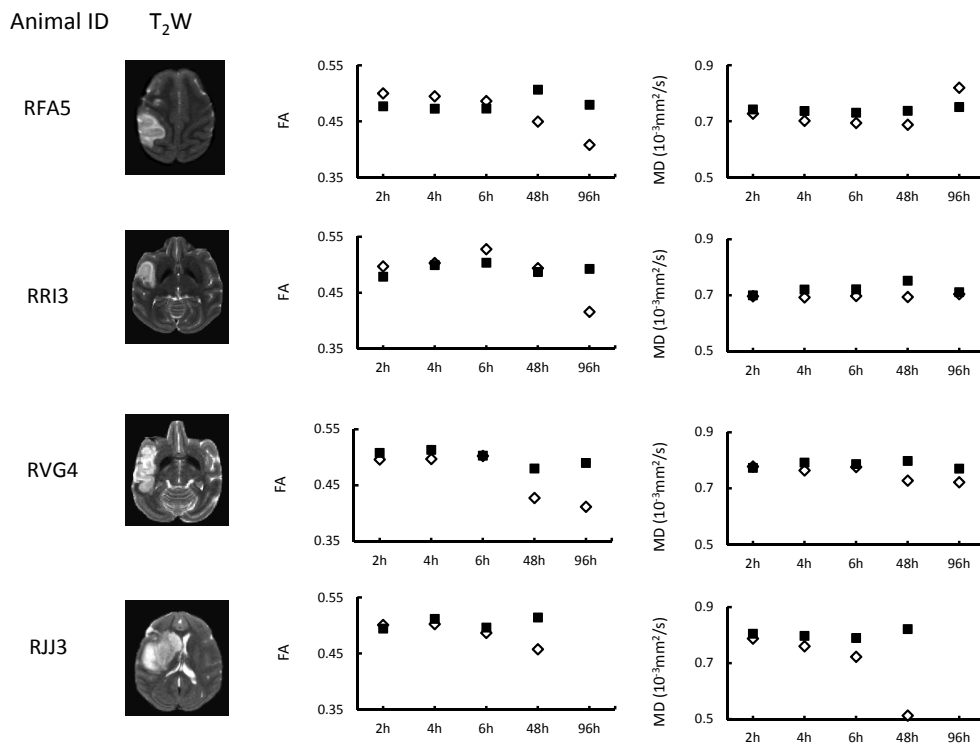 Animal ID T₂W
RFA5
FA
0.55
0.45
0.35
2h 4h 6h 48h 96h
MD (10⁻³mm²/s)
0.9
0.7
0.5
2h 4h 6h 48h 96h
RRI3
FA
0.55
0.45
0.35
2h 4h 6h 48h 96h
MD (10⁻³mm²/s)
0.9
0.7
0.5
2h 4h 6h 48h 96h
RVG4
FA
0.55
0.45
0.35
2h 4h 6h 48h 96h
MD (10⁻³mm²/s)
0.9
0.7
0.5
2h 4h 6h 48h 96h
RJJ3
FA
0.55
0.45
0.35
2h 4h 6h 48h 96h
MD (10⁻³mm²/s)
0.9
0.7
0.5
2h 4h 6h 48h 96h